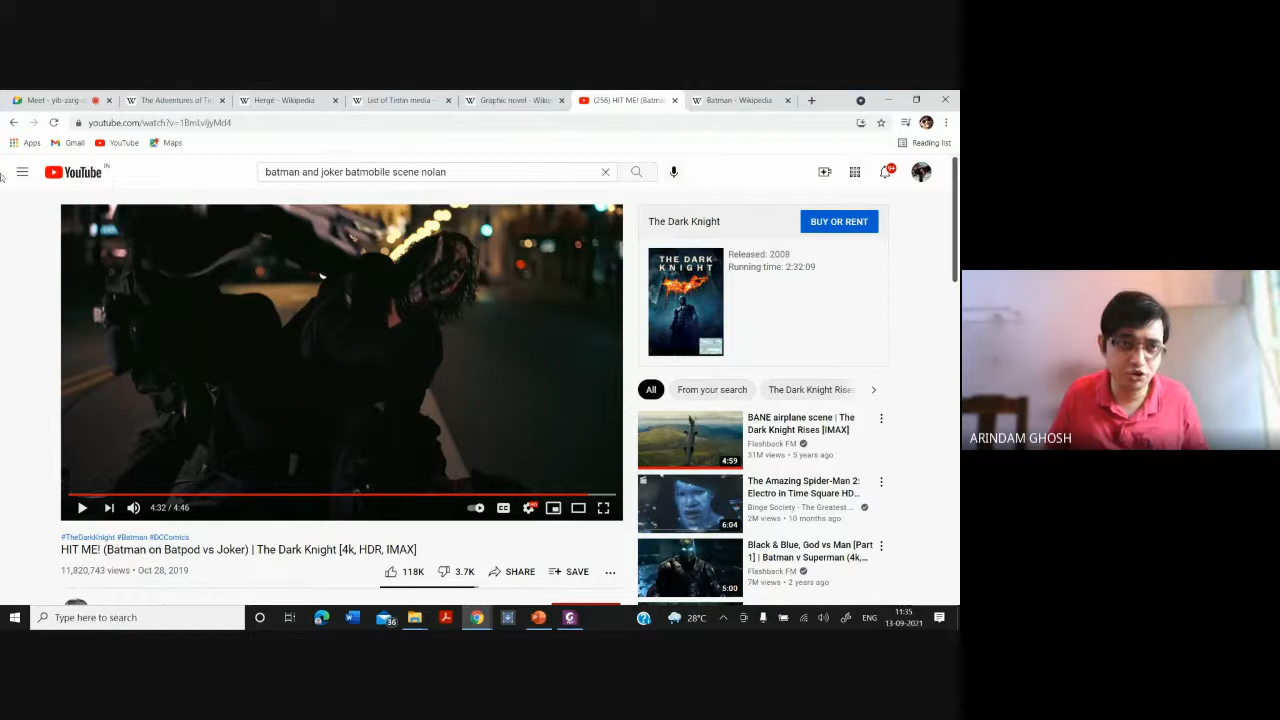 Meet - yib-zarg-
The Adventures of Ti
Hergé - Wikipedia
List of Tintin media -
Graphic novel - Wikip
(256) HIT ME! (Batma
Batman - Wikipedia
youtube.com/watch?v=1BmLvljyMd4
Apps
Gmail
YouTube
Maps
Reading list
YouTube IN
batman and joker batmobile scene nolan
9+
The Dark Knight
BUY OR RENT
THE DARK
KNIGHT
Released: 2008
Running time: 2:32:09
All
From your search
The Dark Knight Rises
BANE airplane scene | The
Dark Knight Rises [IMAX]
Flashback FM
31M views • 5 years ago
4:59
The Amazing Spider-Man 2:
Electro in Time Square HD...
Binge Society - The Greatest ...
2M views • 10 months ago
6:04
Black & Blue, God vs Man [Part
1] | Batman v Superman (4k,...
Flashback FM
7M views • 2 years ago
5:00
4:32 / 4:46
CC
#TheDarkKnight #Batman #DCComics
HIT ME! (Batman on Batpod vs Joker) | The Dark Knight [4k, HDR, IMAX]
11,820,743 views • Oct 28, 2019
118K
3.7K
SHARE
SAVE
ARINDAM GHOSH
Type here to search
36
28°C
ENG
11:35
13-09-2021